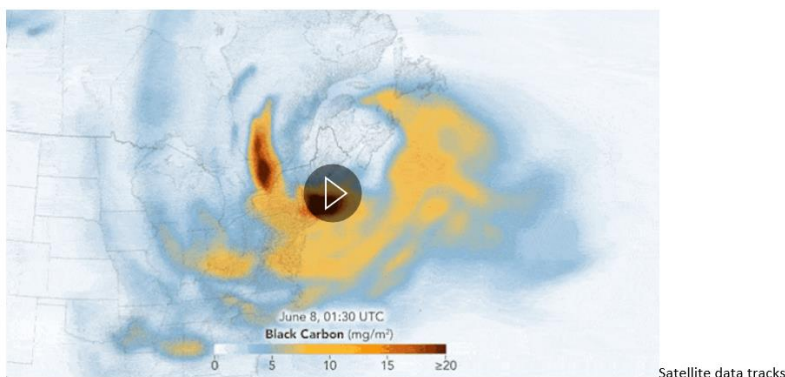 June 8, 01:30 UTC
Black Carbon (mg/m²)
0 5 10 15 ≥20
Satellite data tracks